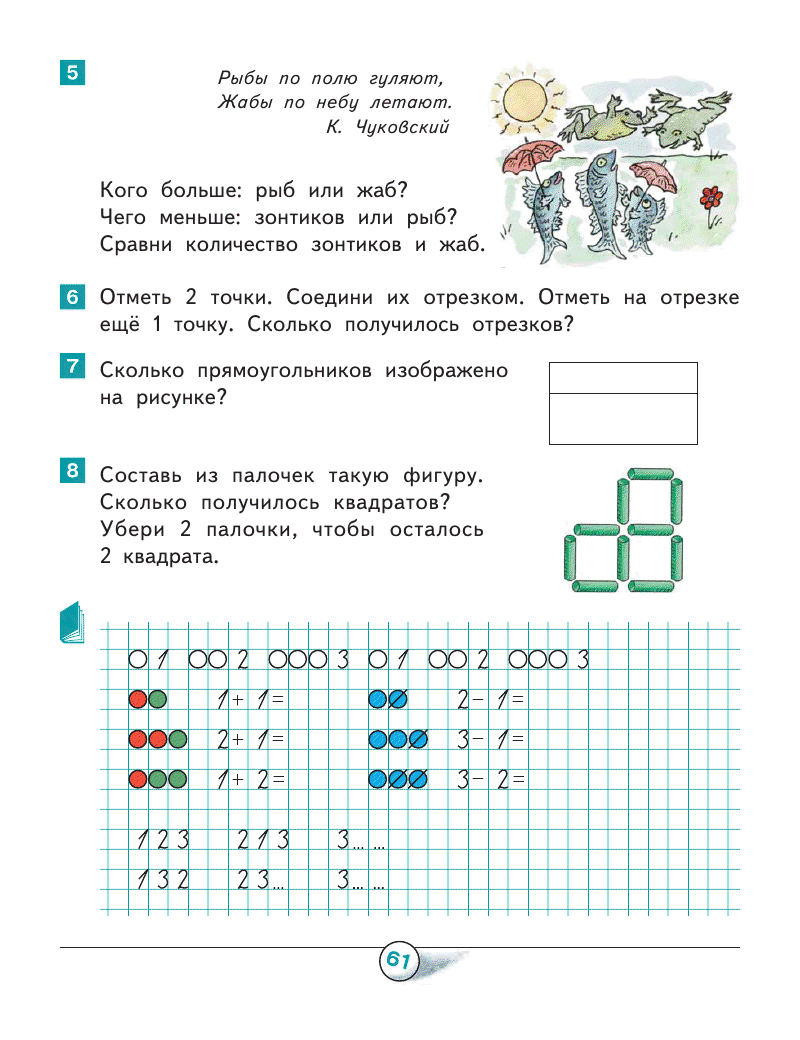 5
Рыбы по полю гуляют,
Жабы по небу летают.
К. Чуковский
Кого больше: рыб или жаб?
Чего меньше: зонтиков или рыб?
Сравни количество зонтиков и жаб.
6 Отметь 2 точки. Соедини их отрезком. Отметь на отрезке
ещё 1 точку. Сколько получилось отрезков?
7 Сколько прямоугольников изображено
на рисунке?
8 Составь из палочек такую фигуру.
Сколько получилось квадратов?
Убери 2 палочки, чтобы осталось
2 квадрата.
1 2 3 1 2 3
1 + 1 = 2 - 1 =
2 + 1 = 3 - 1 =
1 + 2 = 3 - 2 =
1 2 3 2 1 3 3 ... ...
1 3 2 2 3 ... 3 ... ...
61